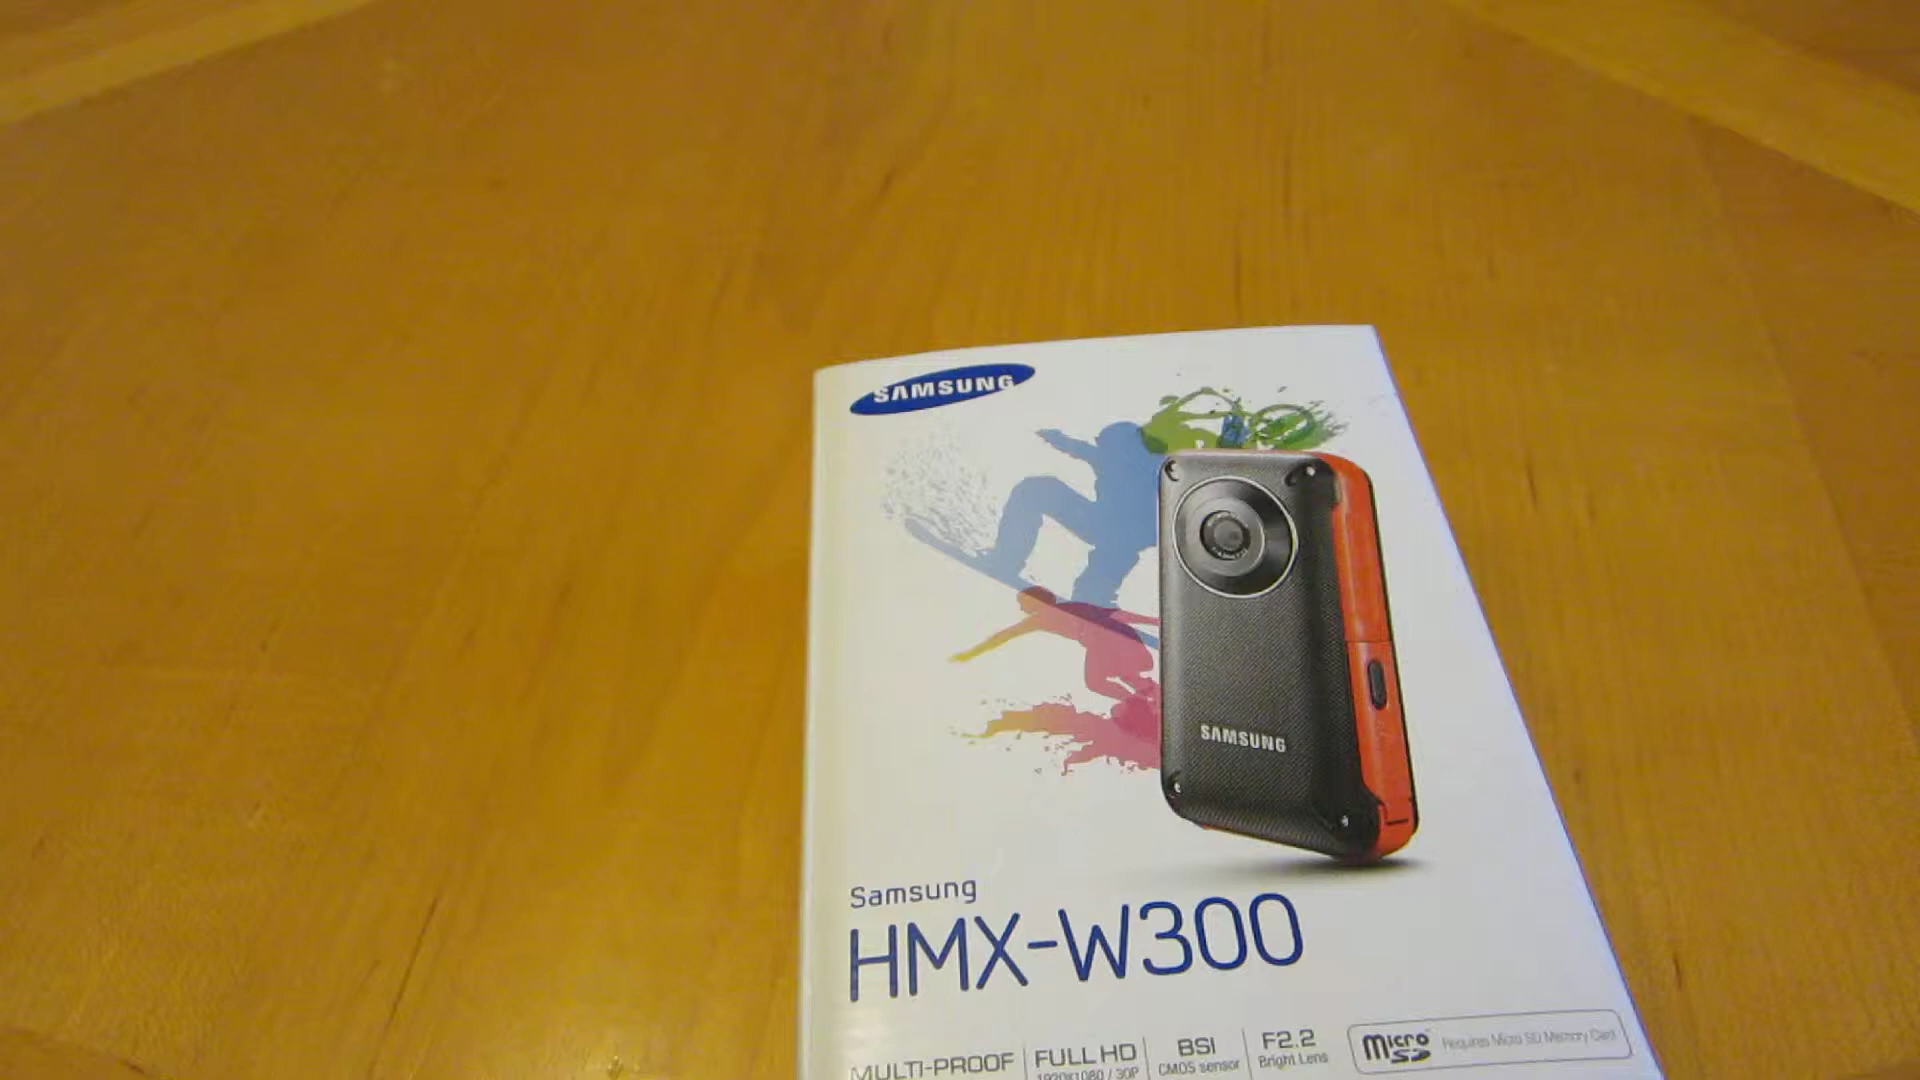 SAMSUNG
SAMSUNG
Samsung
HMX-W300
MULTI-PROOF
FULL HD
1920x1080 / 30P
BSI
CMOS sensor
F2.2
Bright Lens
micro SD
Requires Micro SD Memory Card